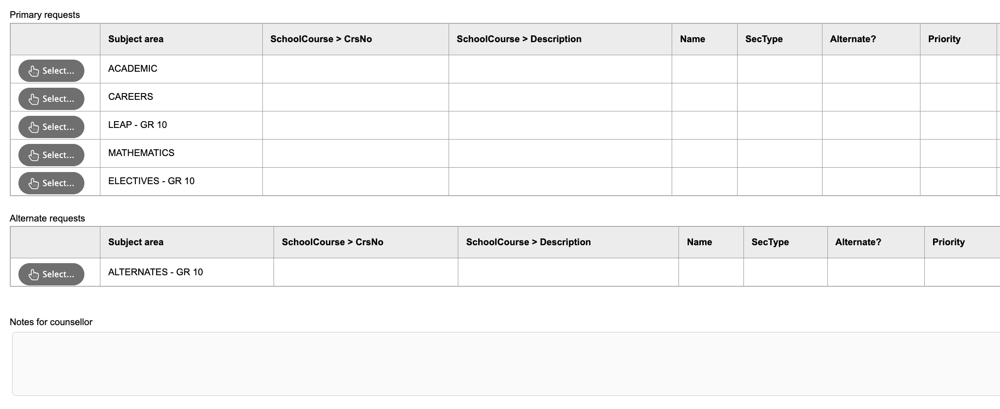 Primary requests
Subject area SchoolCourse > CrsNo SchoolCourse > Description Name SecType Alternate? Priority
Select... ACADEMIC
Select... CAREERS
Select... LEAP - GR 10
Select... MATHEMATICS
Select... ELECTIVES - GR 10
Alternate requests
Subject area SchoolCourse > CrsNo SchoolCourse > Description Name SecType Alternate? Priority
Select... ALTERNATES - GR 10
Notes for counsellor